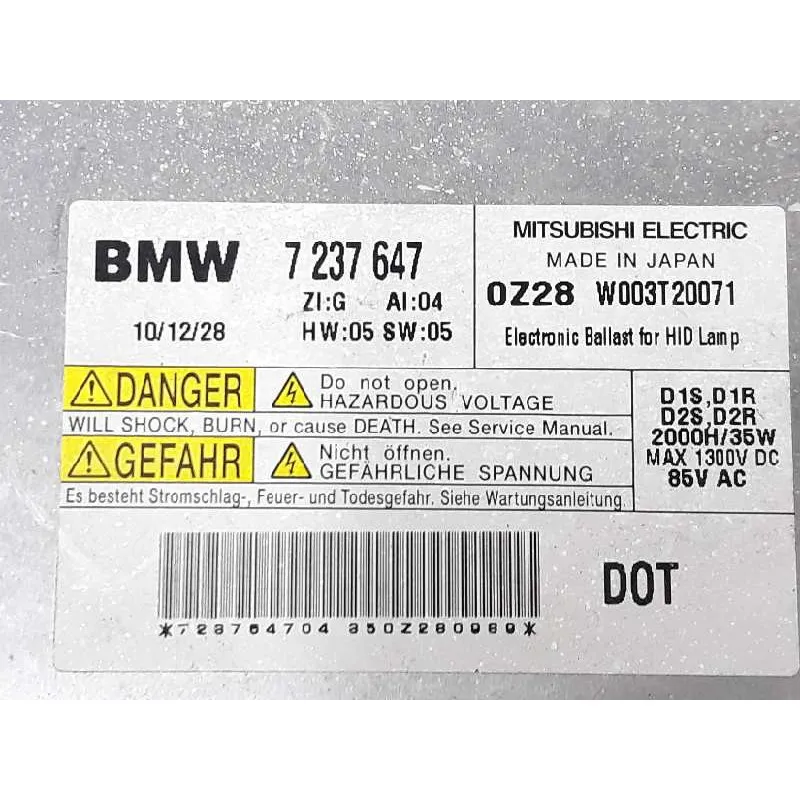 BMW 7 237 647
ZI:G AI:04
10/12/28 HW:05 SW:05
MITSUBISHI ELECTRIC
MADE IN JAPAN
0Z28 W003T20071
Electronic Ballast for HID Lamp
DANGER Do not open.
HAZARDOUS VOLTAGE
WILL SHOCK, BURN, or cause DEATH. See Service Manual.
GEFAHR Nicht öffnen.
GEFÄHRLICHE SPANNUNG
Es besteht Stromschlag-, Feuer- und Todesgefahr. Siehe Wartungsanleitung.
D1S,D1R
D2S,D2R
2000H/35W
MAX 1300V DC
85V AC
*723764704 350Z280989*
DOT